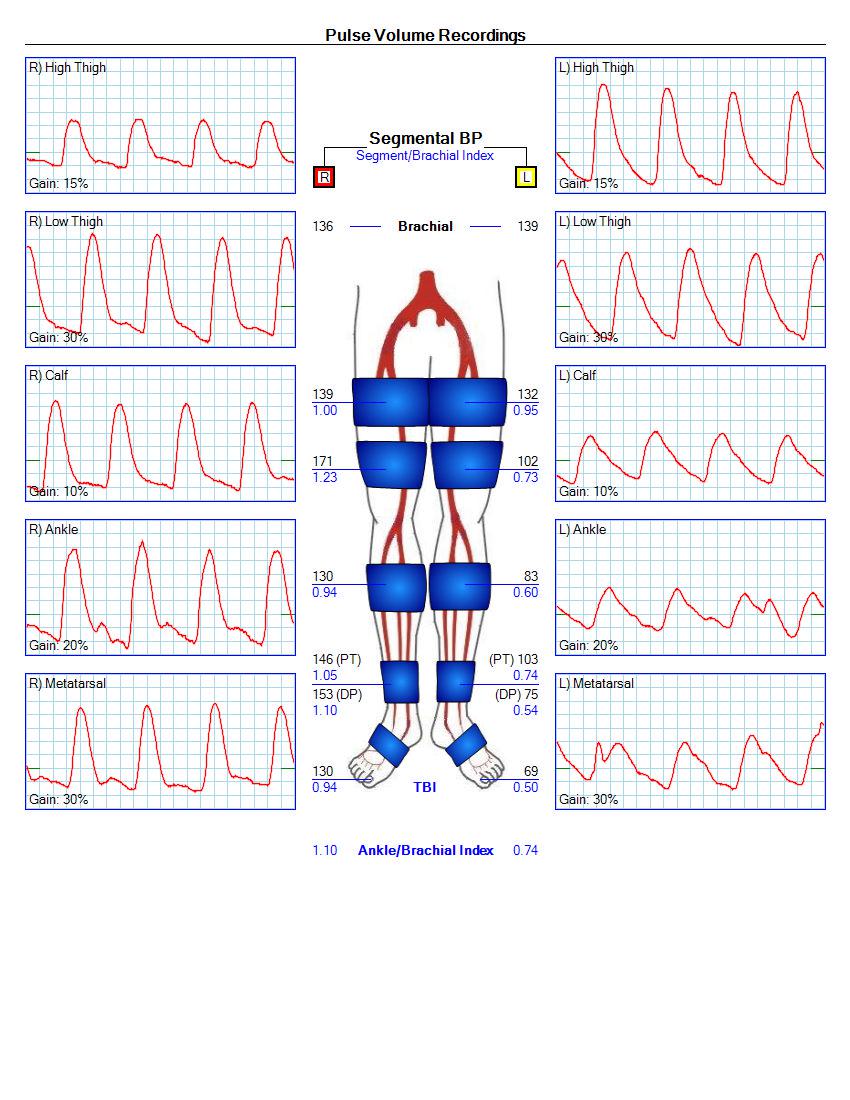 Pulse Volume Recordings
R) High Thigh
Gain: 15%
L) High Thigh
Gain: 15%
Segmental BP
Segment/Brachial Index
R
L
136 Brachial 139
R) Low Thigh
Gain: 30%
L) Low Thigh
Gain: 30%
139 132
1.00 0.95
R) Calf
Gain: 10%
L) Calf
Gain: 10%
171 102
1.23 0.73
R) Ankle
Gain: 20%
L) Ankle
Gain: 20%
130 83
0.94 0.60
146 (PT) (PT) 103
1.05 0.74
153 (DP) (DP) 75
1.10 0.54
R) Metatarsal
Gain: 30%
L) Metatarsal
Gain: 30%
130 69
0.94 TBI 0.50
1.10 Ankle/Brachial Index 0.74